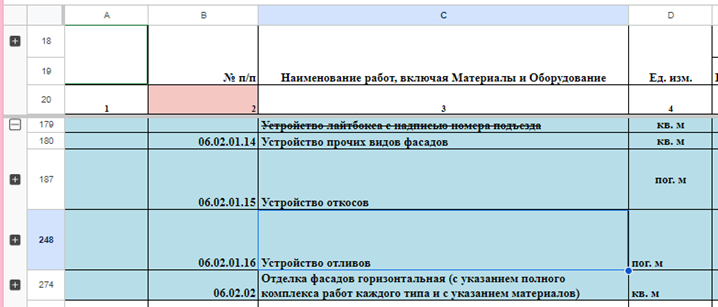 A B C D
18
19 № п/п Наименование работ, включая Материалы и Оборудование Ед. изм.
20 1 2 3 4
179 Устройство лайтбокса с надписью номера подъезда кв. м
180 06.02.01.14 Устройство прочих видов фасадов кв. м
187 06.02.01.15 Устройство откосов пог. м
248 06.02.01.16 Устройство отливов пог. м
Отделка фасадов горизонтальная (с указанием полного
274 06.02.02 комплекса работ каждого типа и с указанием материалов) кв. м